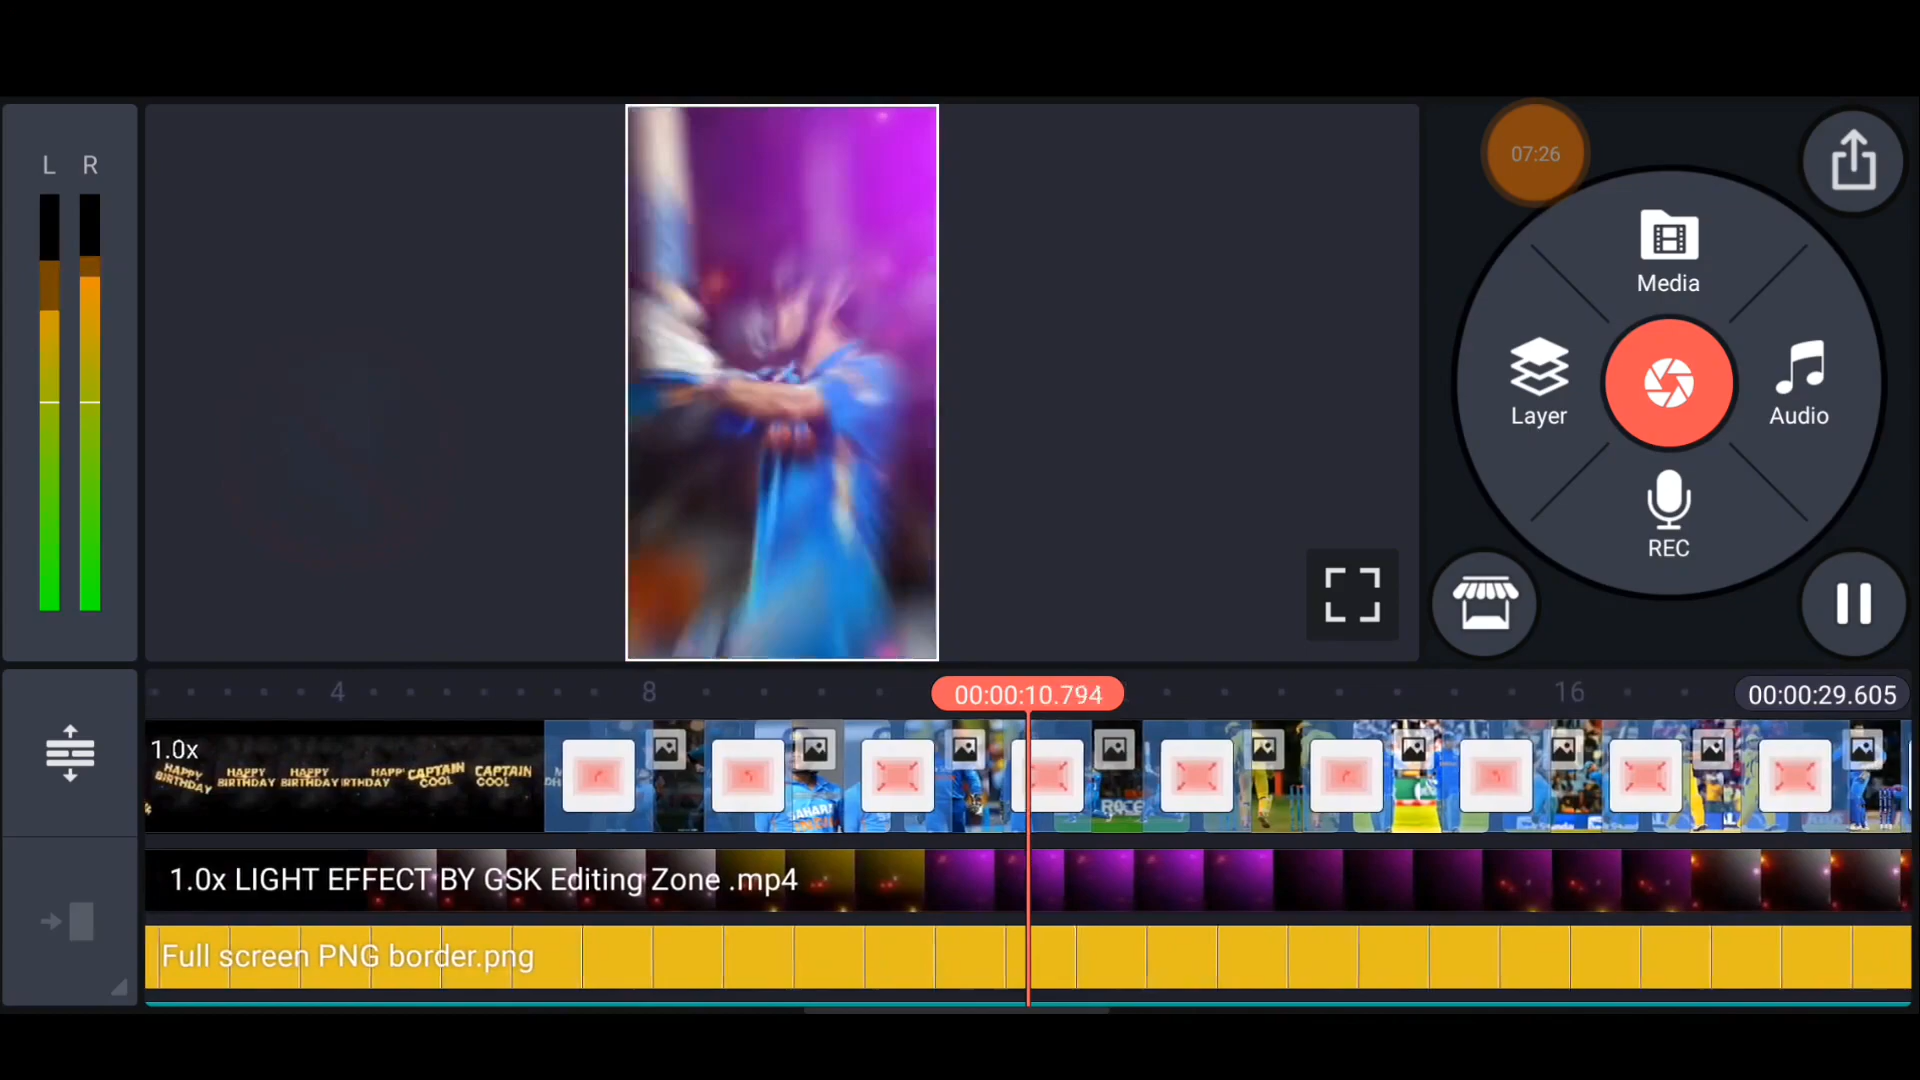 L R
07:26
Media
Layer
Audio
REC
4 8 00:00:10.794 16 00:00:29.605
1.0x
HAPPY BIRTHDAY HAPPY BIRTHDAY HAPPY BIRTHDAY CAPTAIN COOL CAPTAIN COOL
1.0x LIGHT EFFECT BY GSK Editing Zone .mp4
Full screen PNG border.png